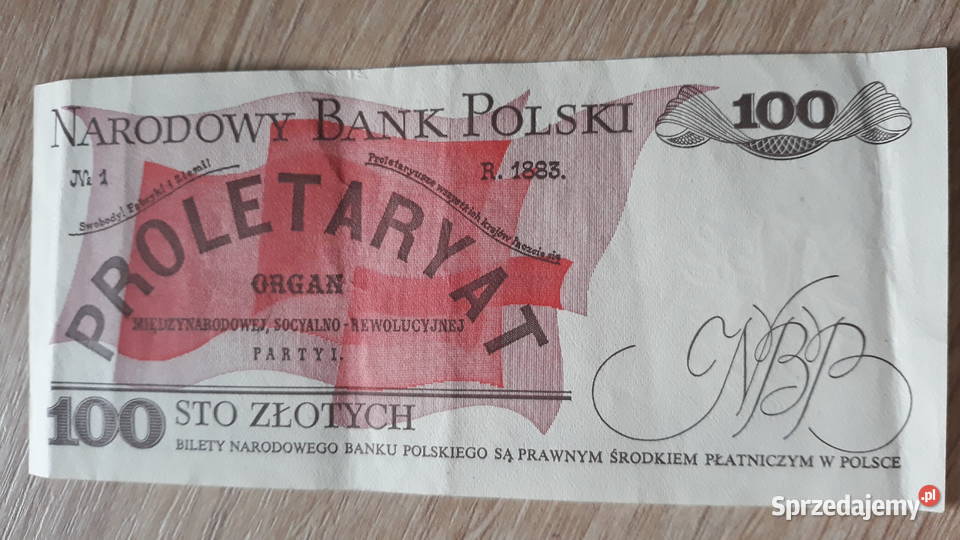 NARODOWY BANK POLSKI
100
№ 1
R. 1883.
Swobody! Fabryki i Ziemi!
Proletaryusze wszystkich krajów łączcie się
PROLETARYAT
ORGAN
MIĘDZYNARODOWEJ, SOCYALNO-REWOLUCYJNEJ
PARTYI.
NBP
100 STO ZŁOTYCH
BILETY NARODOWEGO BANKU POLSKIEGO SĄ PRAWNYM ŚRODKIEM PŁATNICZYM W POLSCE
Sprzedajemy.pl